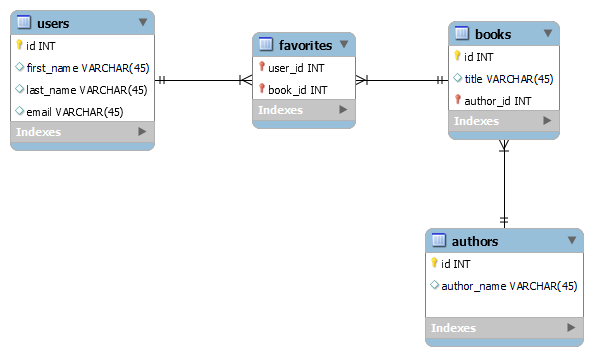 users
id INT
first_name VARCHAR(45)
last_name VARCHAR(45)
email VARCHAR(45)
Indexes
favorites
user_id INT
book_id INT
Indexes
books
id INT
title VARCHAR(45)
author_id INT
Indexes
authors
id INT
author_name VARCHAR(45)
Indexes